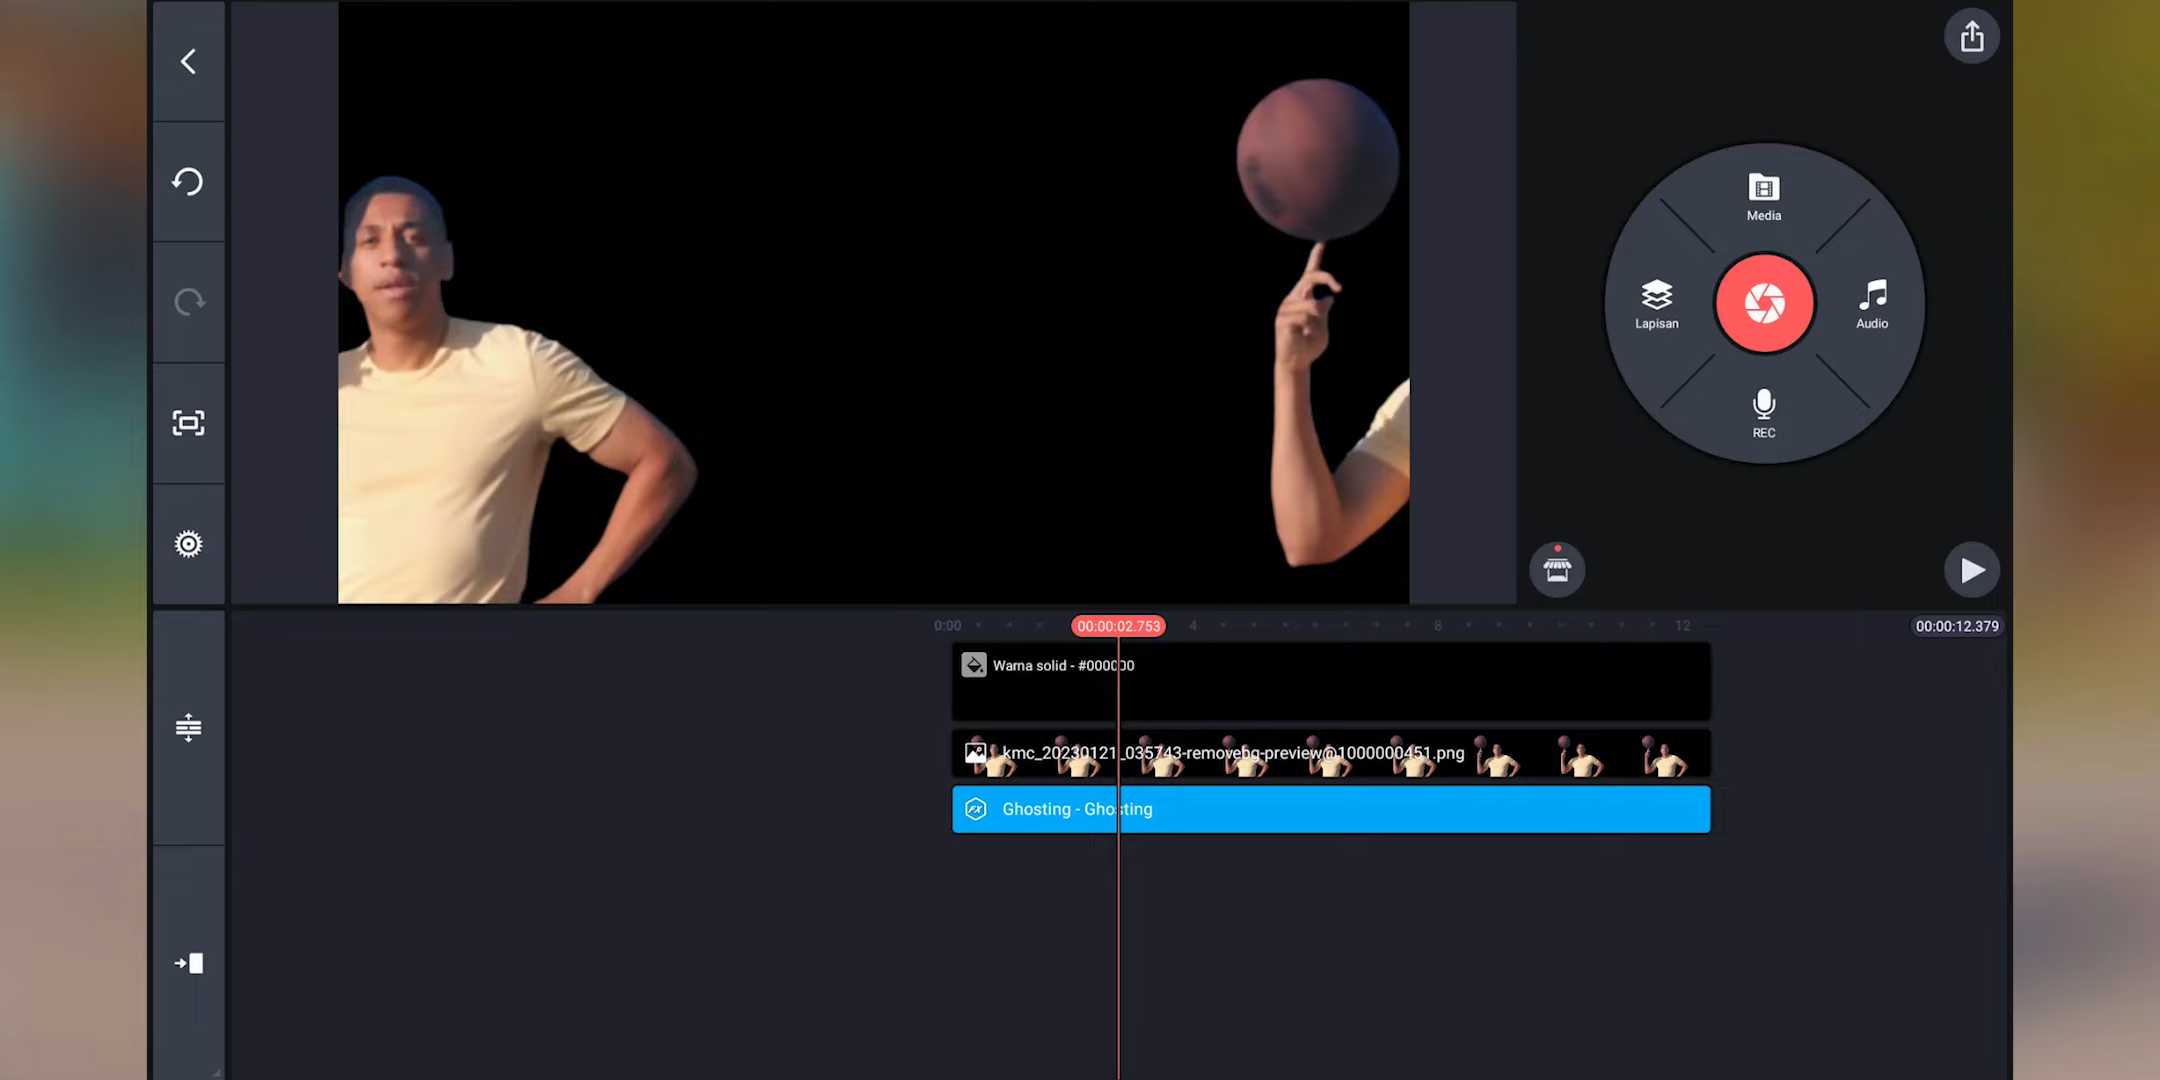 Media
Lapisan
Audio
REC
0:00
00:00:02.753
4
8
12
00:00:12.379
Warna solid - #000000
kmc_20230121_035743-removebg-preview@1000000451.png
Ghosting - Ghosting